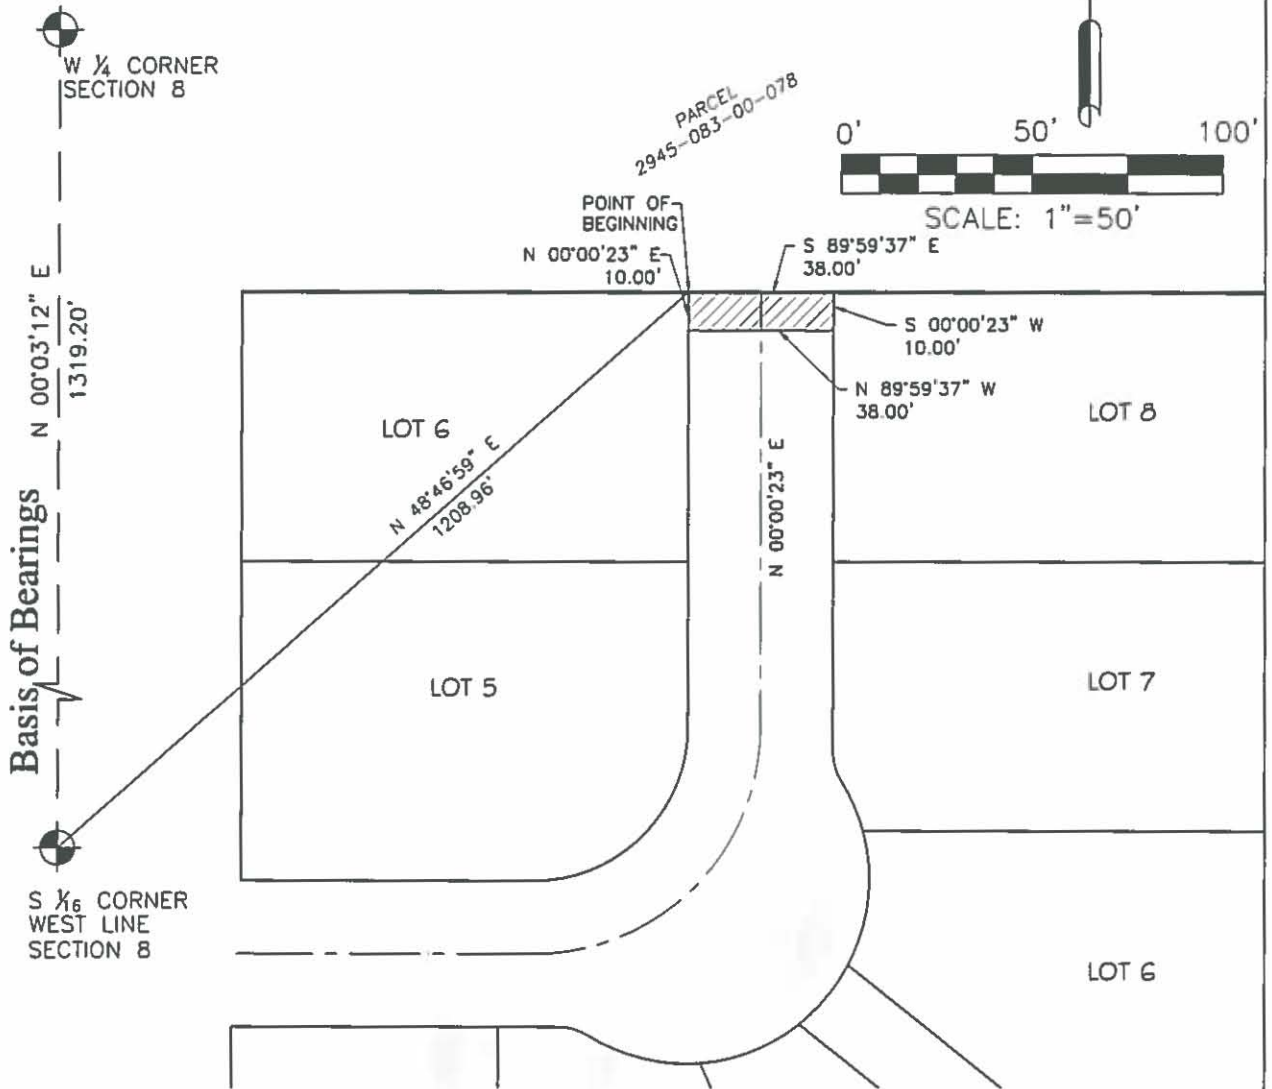 W ¼ CORNER
SECTION 8
PARCEL
2945-083-00-078
0' 50' 100'
SCALE: 1"=50'
POINT OF
BEGINNING
N 00°00'23" E
10.00'
S 89°59'37" E
38.00'
S 00°00'23" W
10.00'
N 89°59'37" W
38.00'
N 00°03'12" E
1319.20'
Basis of Bearings
LOT 6
N 48°46'59" E
1208.96'
N 00°00'23" E
LOT 8
LOT 5
LOT 7
S 1/16 CORNER
WEST LINE
SECTION 8
LOT 6